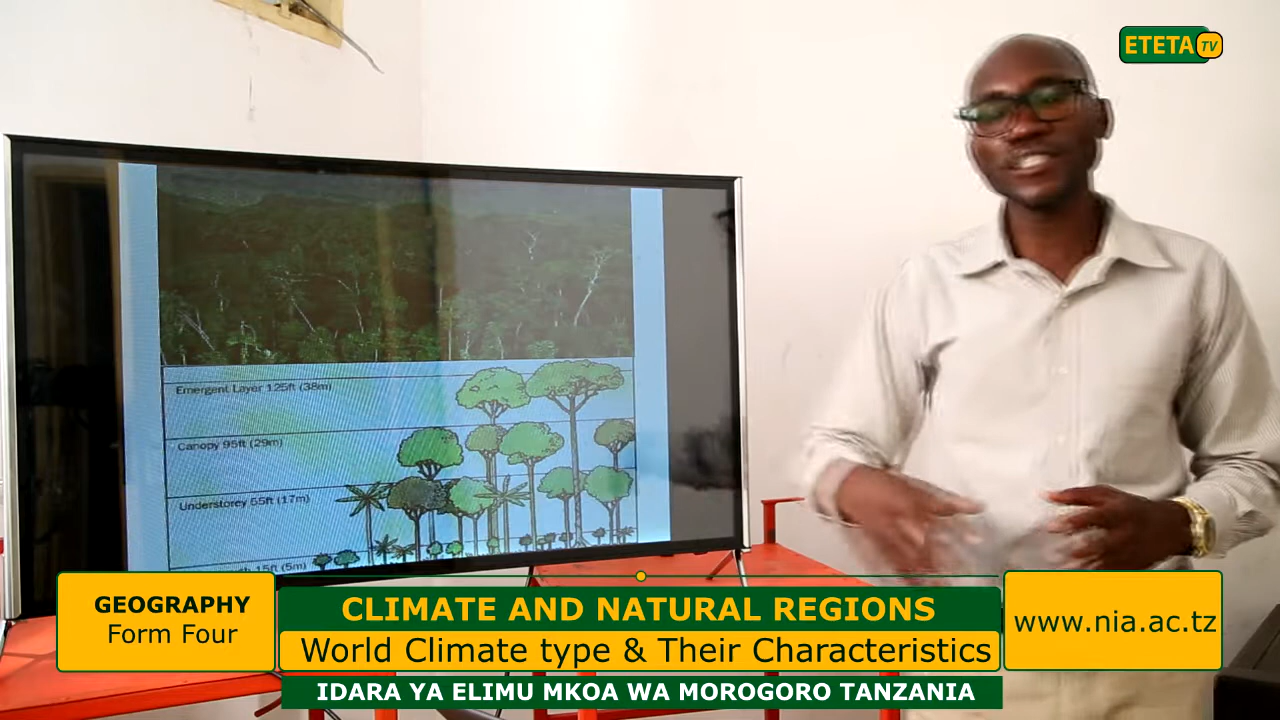 ETETA TV
Emergent Layer 125ft (38m)
Canopy 95ft (29m)
Understorey 55ft (17m)
15ft (5m)
GEOGRAPHY
Form Four
CLIMATE AND NATURAL REGIONS
World Climate type & Their Characteristics
www.nia.ac.tz
IDARA YA ELIMU MKOA WA MOROGORO TANZANIA